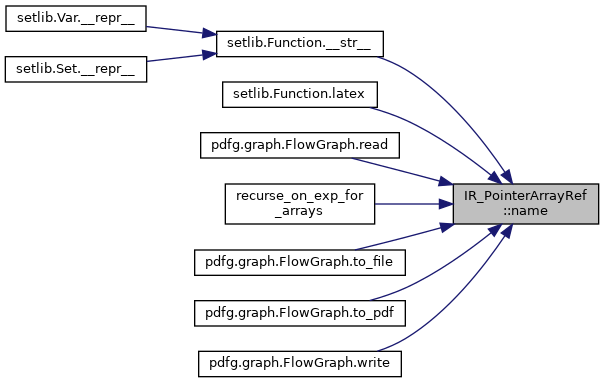 setlib.Var.__repr__
setlib.Set.__repr__
setlib.Function.__str__
setlib.Function.latex
pdfg.graph.FlowGraph.read
recurse_on_exp_for
_arrays
pdfg.graph.FlowGraph.to_file
pdfg.graph.FlowGraph.to_pdf
pdfg.graph.FlowGraph.write
IR_PointerArrayRef
::name